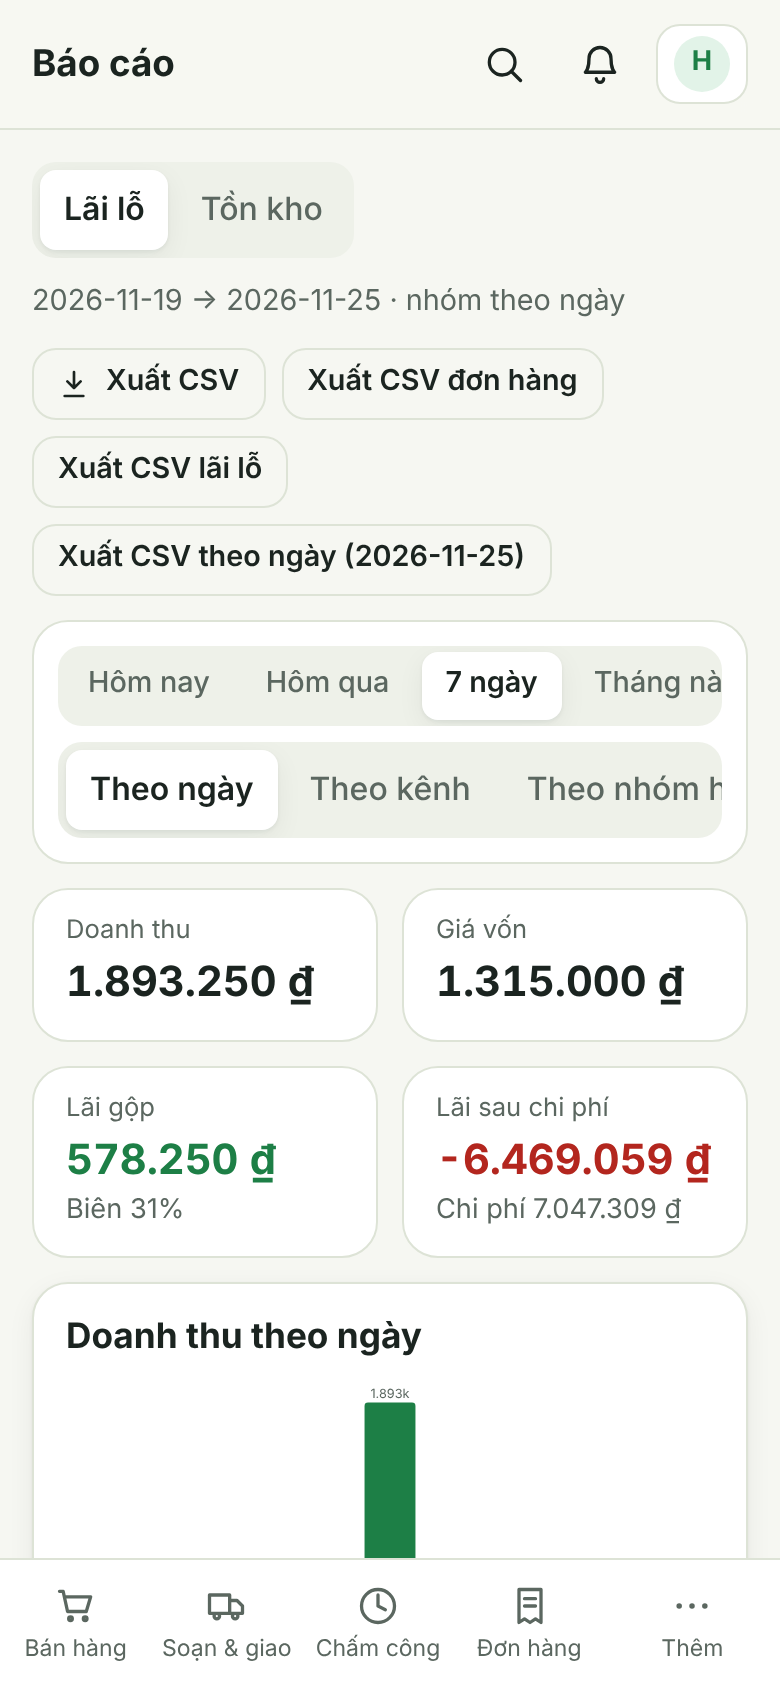 Báo cáo
H
Lãi lỗ
Tồn kho
2026-11-19 → 2026-11-25 · nhóm theo ngày
Xuất CSV
Xuất CSV đơn hàng
Xuất CSV lãi lỗ
Xuất CSV theo ngày (2026-11-25)
Hôm nay
Hôm qua
7 ngày
Tháng nà
Theo ngày
Theo kênh
Theo nhóm h
Doanh thu
1.893.250 ₫
Giá vốn
1.315.000 ₫
Lãi gộp
578.250 ₫
Biên 31%
Lãi sau chi phí
-6.469.059 ₫
Chi phí 7.047.309 ₫
Doanh thu theo ngày
1.893k
Bán hàng
Soạn & giao
Chấm công
Đơn hàng
Thêm